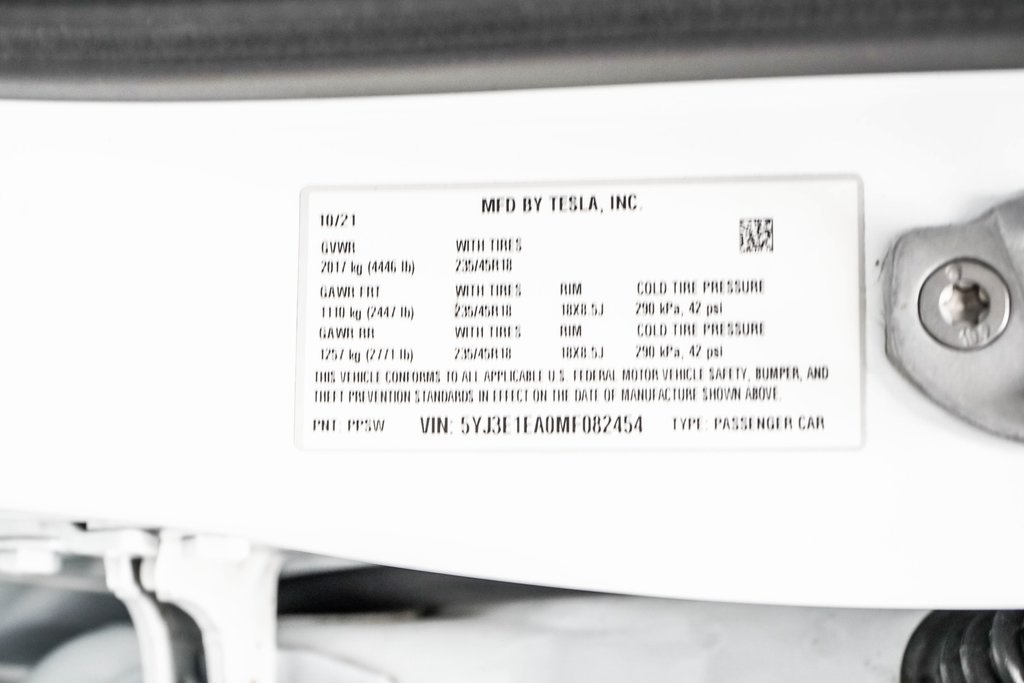 MFD BY TESLA, INC.
10/21
GVWR WITH TIRES
2017 kg (4446 lb) 235/45R18
GAWR FRT WITH TIRES RIM COLD TIRE PRESSURE
1110 kg (2447 lb) 235/45R18 18X8.5J 290 kPa, 42 psi
GAWR RR WITH TIRES RIM COLD TIRE PRESSURE
1257 kg (2771 lb) 235/45R18 18X8.5J 290 kPa, 42 psi
THIS VEHICLE CONFORMS TO ALL APPLICABLE U.S. FEDERAL MOTOR VEHICLE SAFETY, BUMPER, AND
THEFT PREVENTION STANDARDS IN EFFECT ON THE DATE OF MANUFACTURE SHOWN ABOVE.
PNT: PPSW VIN: 5YJ3E1EA0MF082454 TYPE: PASSENGER CAR